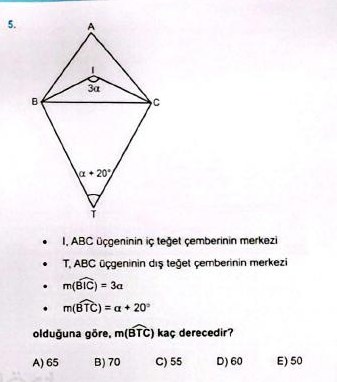 5.
A
I
3α
B
C
α + 20°
T
• I, ABC üçgeninin iç teğet çemberinin merkezi
• T, ABC üçgeninin dış teğet çemberinin merkezi
• m(BIC) = 3α
• m(BTC) = α + 20°
olduğuna göre, m(BTC) kaç derecedir?
A) 65 B) 70 C) 55 D) 60 E) 50